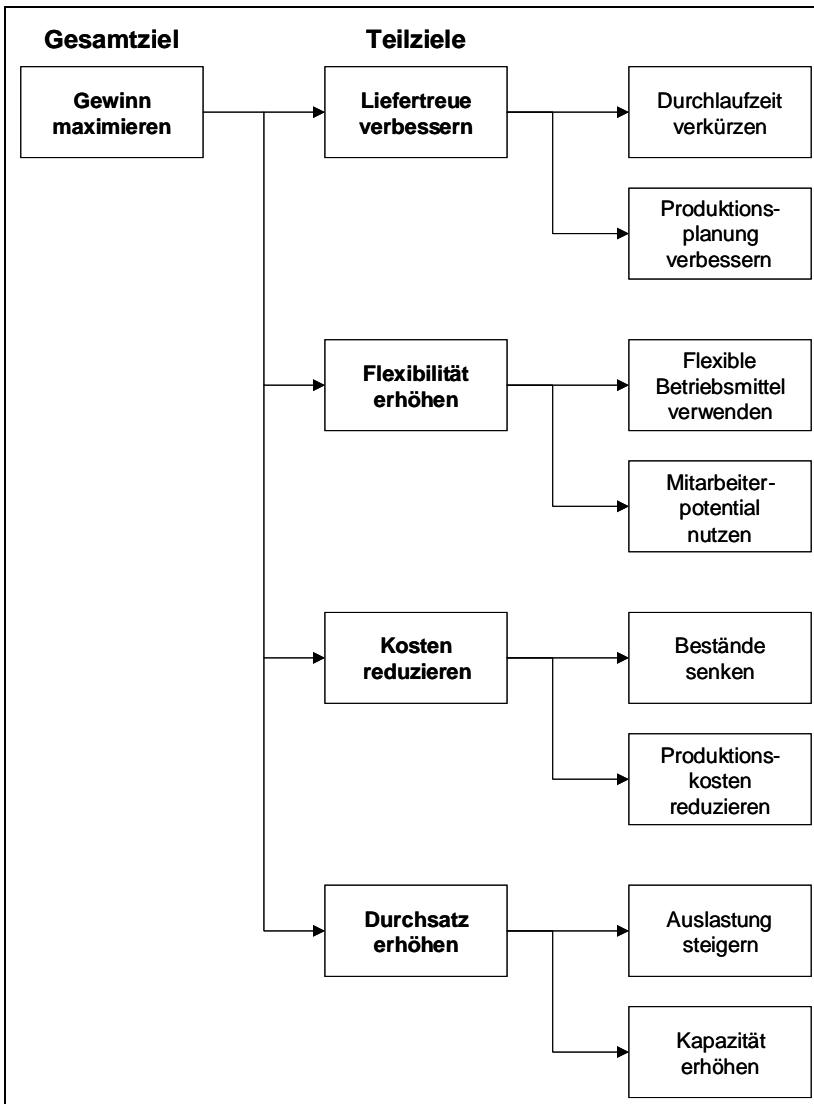 Gesamtziel
Teilziele
Gewinn
maximieren
Liefertreue
verbessern
Durchlaufzeit
verkürzen
Produktions-
planung
verbessern
Flexibilität
erhöhen
Flexible
Betriebsmittel
verwenden
Mitarbeiter-
potential
nutzen
Kosten
reduzieren
Bestände
senken
Produktions-
kosten
reduzieren
Durchsatz
erhöhen
Auslastung
steigern
Kapazität
erhöhen